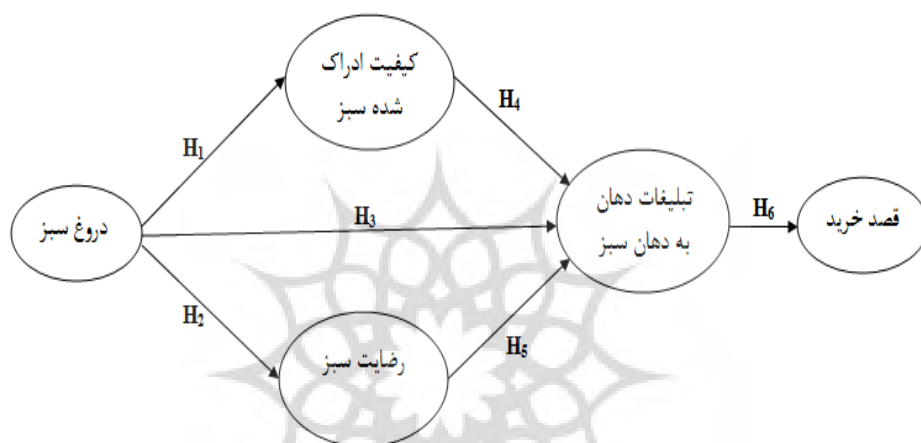 کیفیت ادراک
شده سبز
H₄
H₁
تبلیغات دهان
به دهان سبز
H₆
قصد خرید
H₃
دروغ سبز
H₂
رضایت سبز
H₅